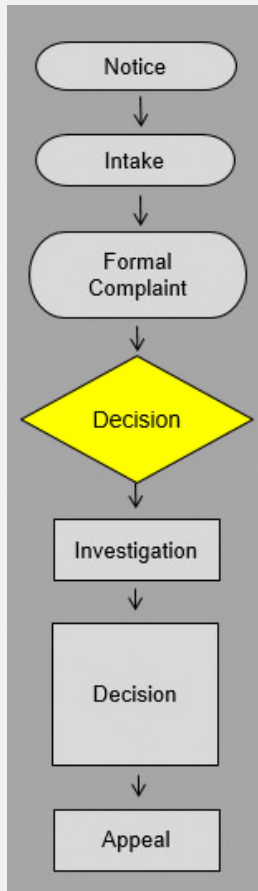 Notice
Intake
Formal
Complaint
Decision
Investigation
Decision
Appeal